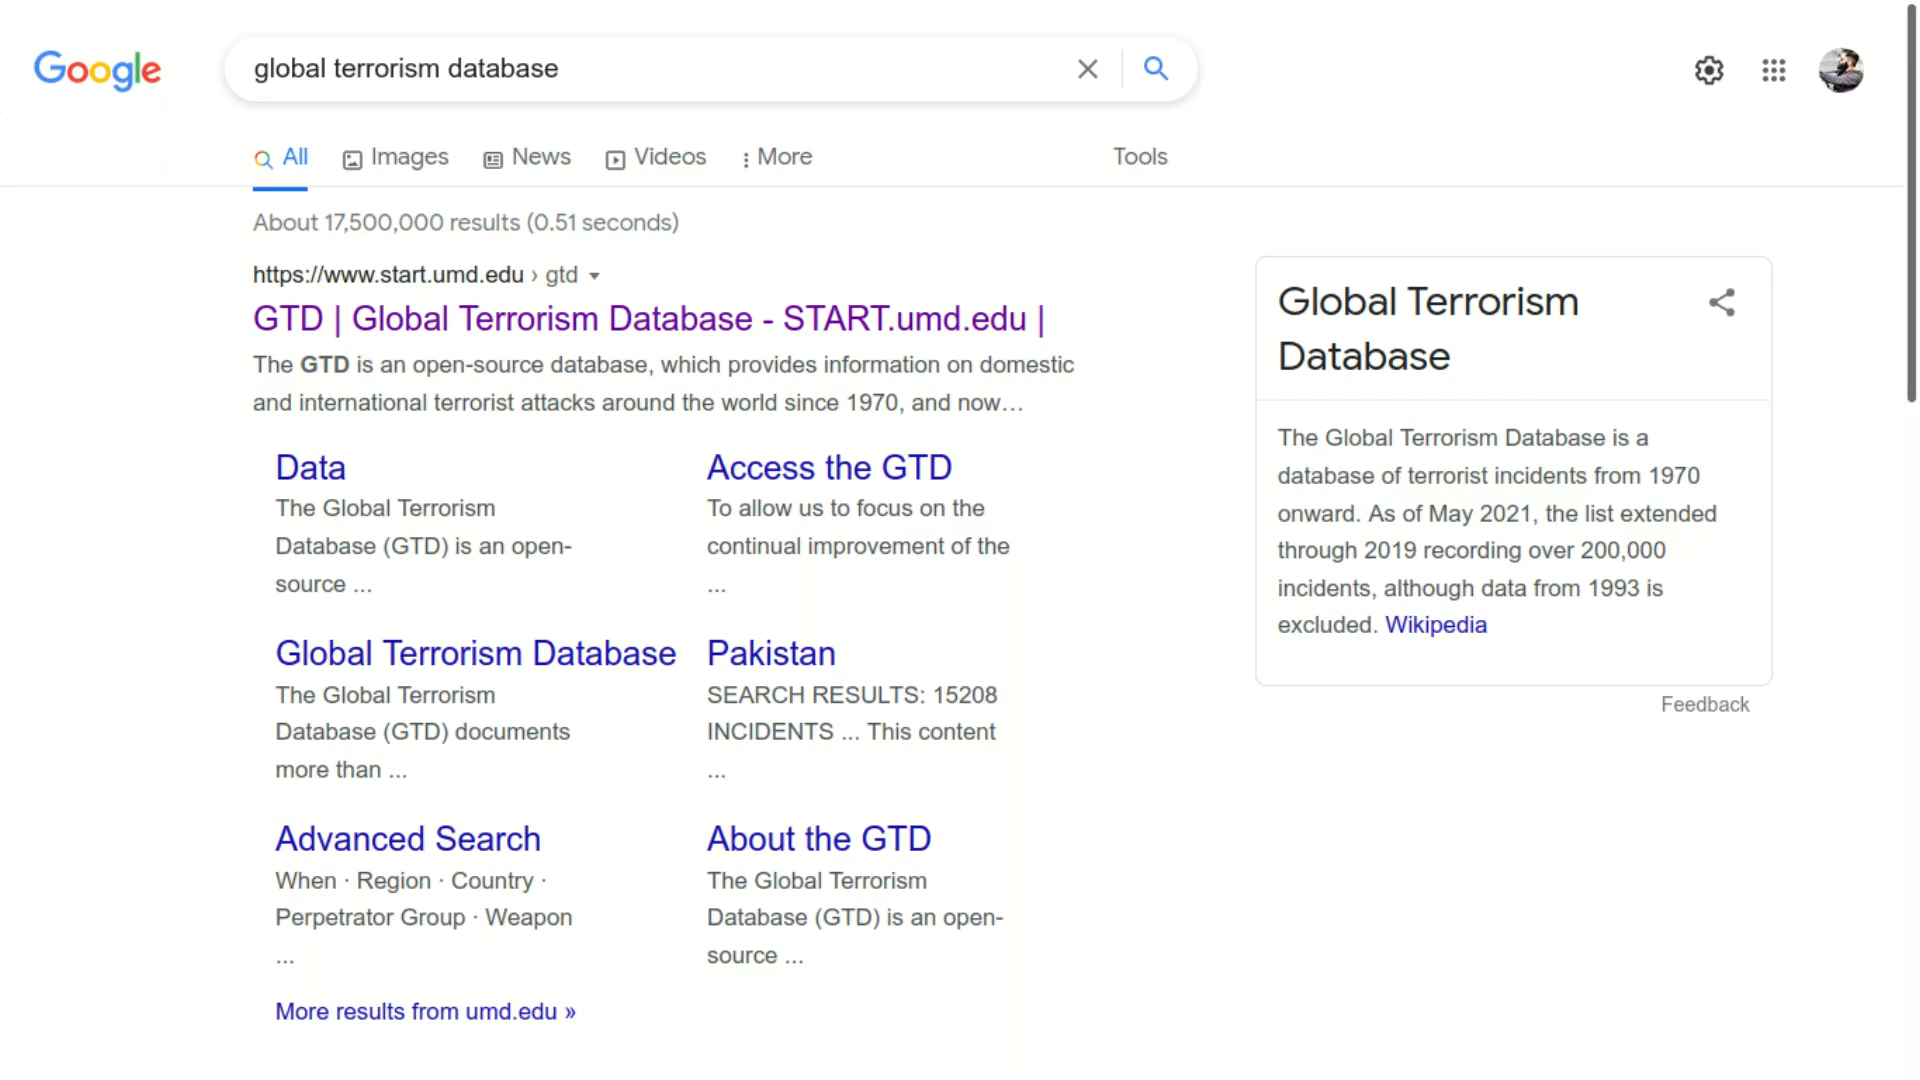 Google
global terrorism database
All
Images
News
Videos
More
Tools
About 17,500,000 results (0.51 seconds)
https://www.start.umd.edu › gtd
GTD | Global Terrorism Database - START.umd.edu |
The GTD is an open-source database, which provides information on domestic
and international terrorist attacks around the world since 1970, and now…
Data
The Global Terrorism
Database (GTD) is an open-
source ...
Access the GTD
To allow us to focus on the
continual improvement of the
...
Global Terrorism Database
The Global Terrorism
Database (GTD) documents
more than ...
Pakistan
SEARCH RESULTS: 15208
INCIDENTS ... This content
...
Advanced Search
When · Region · Country ·
Perpetrator Group · Weapon
...
About the GTD
The Global Terrorism
Database (GTD) is an open-
source ...
More results from umd.edu »
Global Terrorism
Database
The Global Terrorism Database is a
database of terrorist incidents from 1970
onward. As of May 2021, the list extended
through 2019 recording over 200,000
incidents, although data from 1993 is
excluded. Wikipedia
Feedback